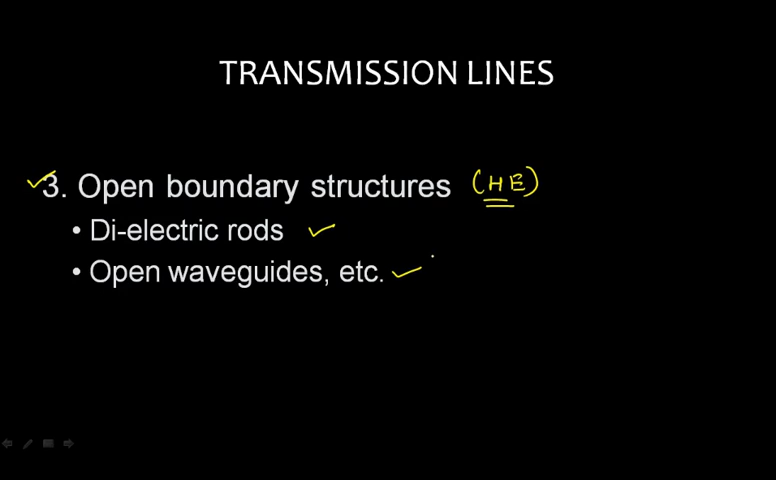 TRANSMISSION LINES
3. Open boundary structures (HE)
• Di-electric rods
• Open waveguides, etc.